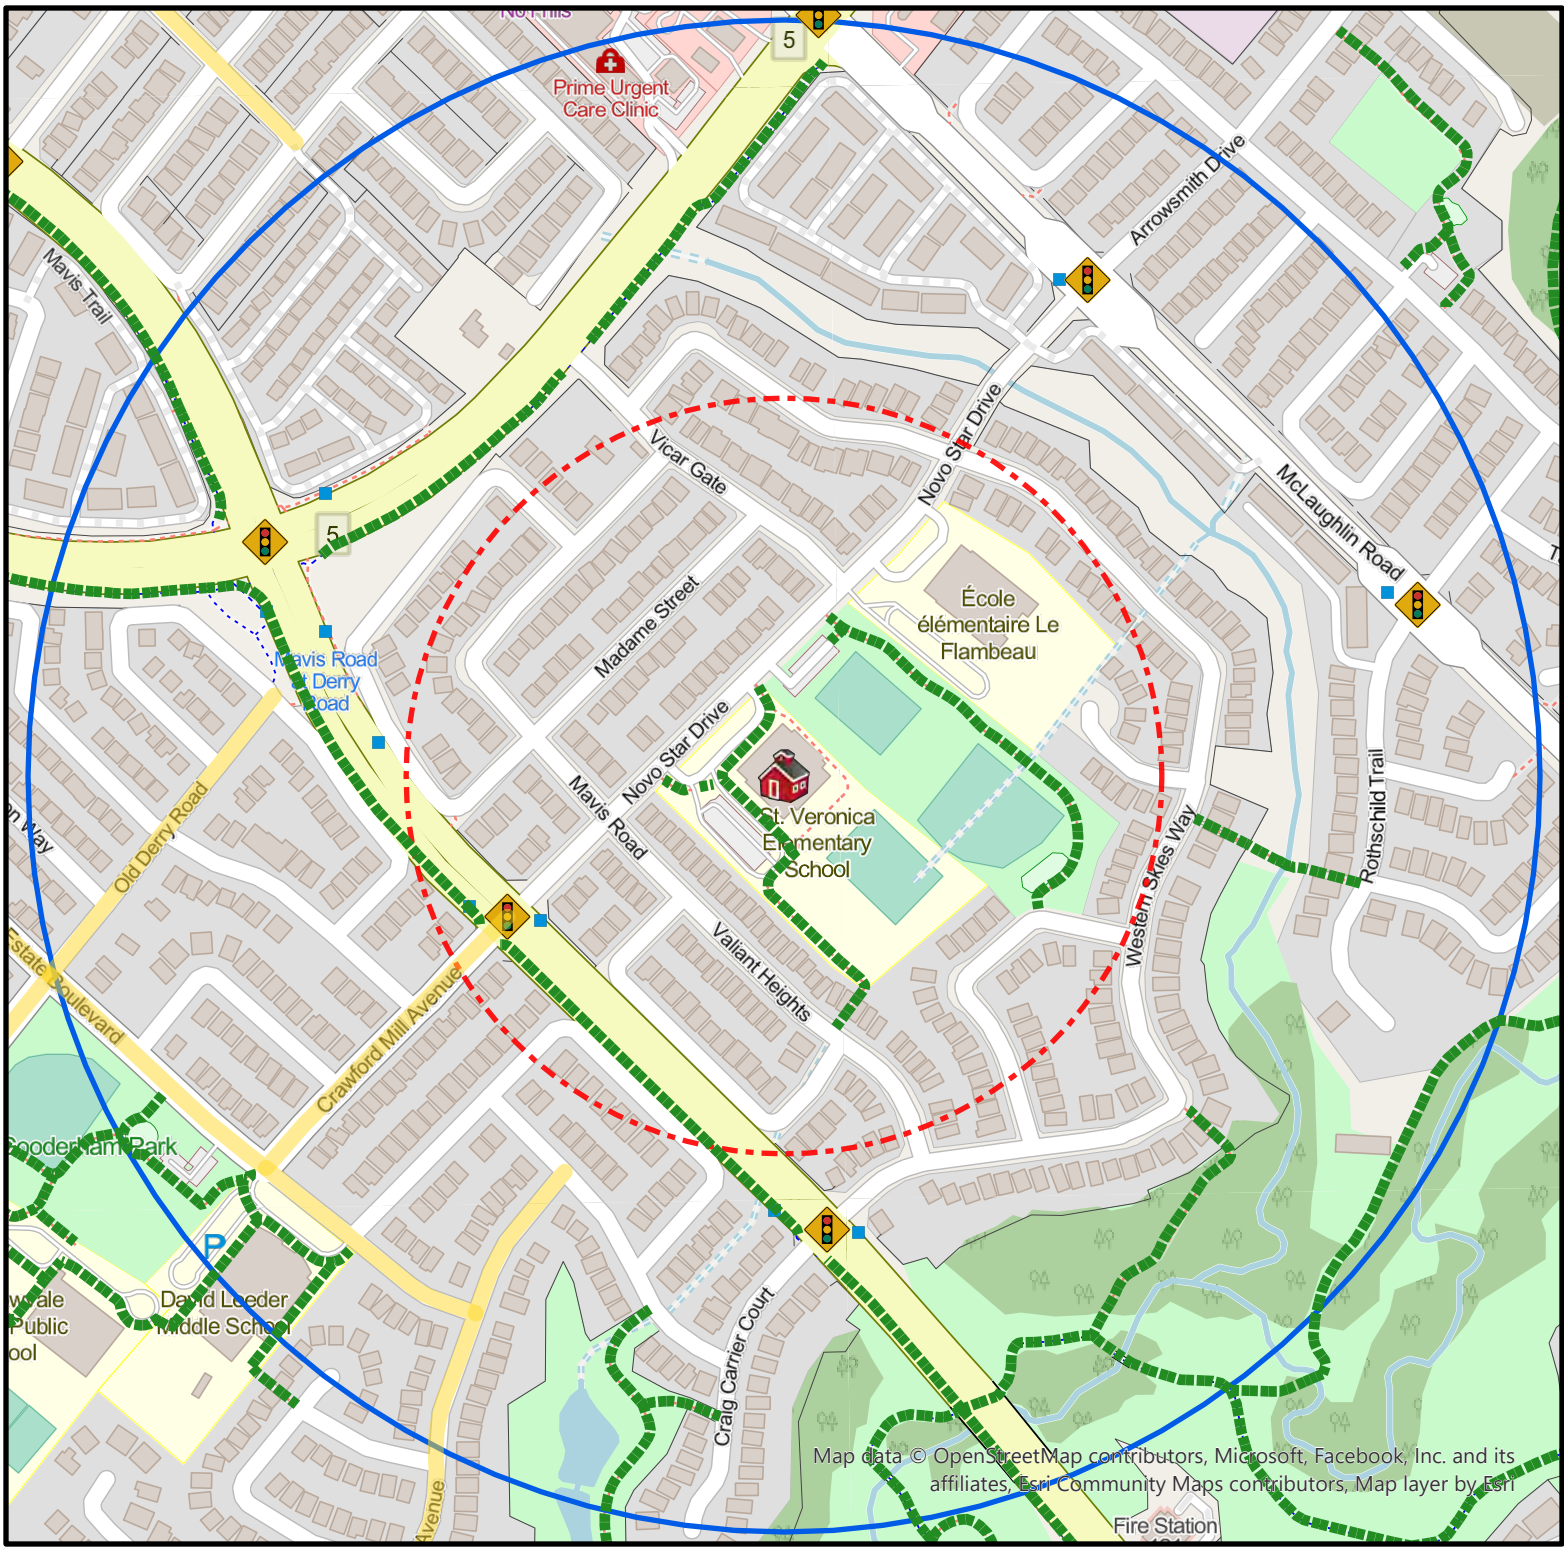 5
Prime Urgent
Care Clinic
Arrowsmith Drive
Mavis Trail
Novo Star Drive
Vicar Gate
McLaughlin Road
5
École
élémentaire Le
Flambeau
Madame Street
Mavis Road
at Derry
Road
Novo Star Drive
Mavis Road
Old Derry Road
St. Veronica
Elementary
School
Rothschild Trail
Way
Western Skies Way
Valiant Heights
Estate Boulevard
Crawford Mill Avenue
Gooderham Park
P
David Leeder
Middle School
Public
Craig Carrier Court
Avenue
Map data © OpenStreetMap contributors, Microsoft, Facebook, Inc. and its
affiliates, Esri Community Maps contributors, Map layer by Esri
Fire Station